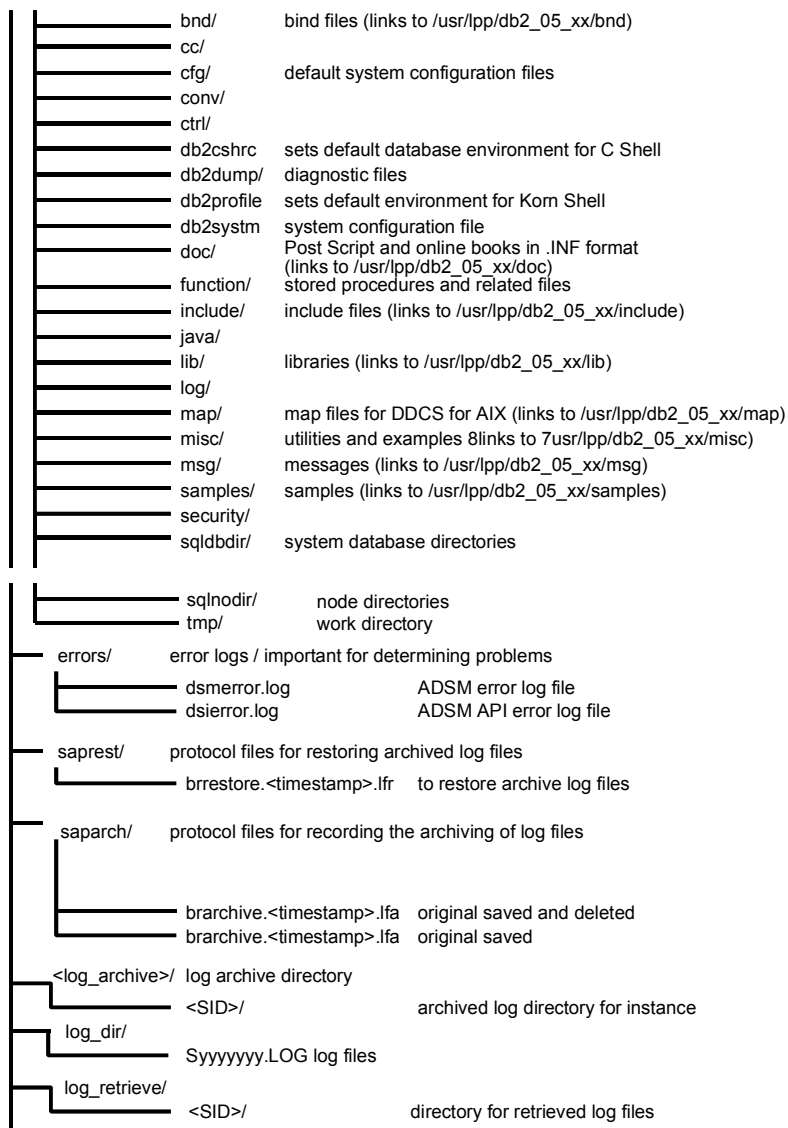 bnd/ bind files (links to /usr/lpp/db2_05_xx/bnd)
cc/
cfg/ default system configuration files
conv/
ctrl/
db2cshrc sets default database environment for C Shell
db2dump/ diagnostic files
db2profile sets default environment for Korn Shell
db2systm system configuration file
doc/ Post Script and online books in .INF format
(links to /usr/lpp/db2_05_xx/doc)
function/ stored procedures and related files
include/ include files (links to /usr/lpp/db2_05_xx/include)
java/
lib/ libraries (links to /usr/lpp/db2_05_xx/lib)
log/
map/ map files for DDCS for AIX (links to /usr/lpp/db2_05_xx/map)
misc/ utilities and examples 8links to 7usr/lpp/db2_05_xx/misc)
msg/ messages (links to /usr/lpp/db2_05_xx/msg)
samples/ samples (links to /usr/lpp/db2_05_xx/samples)
security/
sqldbdir/ system database directories
sqlnodir/ node directories
tmp/ work directory
errors/ error logs / important for determining problems
dsmerror.log ADSM error log file
dsierror.log ADSM API error log file
saprest/ protocol files for restoring archived log files
brrestore.<timestamp>.lfr to restore archive log files
saparch/ protocol files for recording the archiving of log files
brarchive.<timestamp>.lfa original saved and deleted
brarchive.<timestamp>.lfa original saved
<log_archive>/ log archive directory
<SID>/ archived log directory for instance
log_dir/
Syyyyyyy.LOG log files
log_retrieve/
<SID>/ directory for retrieved log files